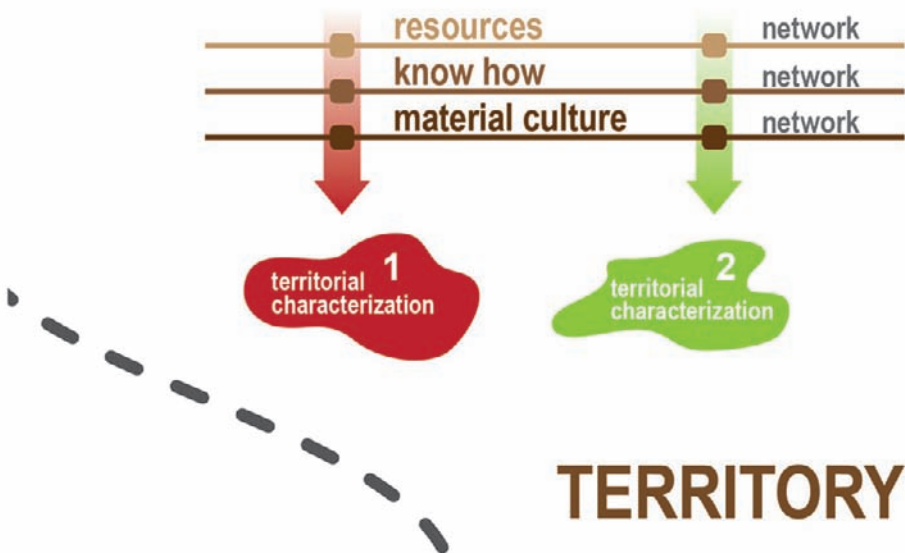 resources network
know how network
material culture network
1
territorial
characterization
2
territorial
characterization
TERRITORY